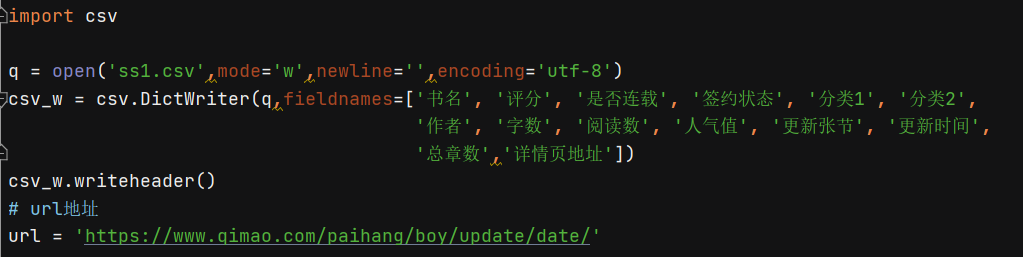 import csv
q = open('ss1.csv',mode='w',newline='',encoding='utf-8')
csv_w = csv.DictWriter(q,fieldnames=['书名', '评分', '是否连载', '签约状态', '分类1', '分类2',
'作者', '字数', '阅读数', '人气值', '更新张节', '更新时间',
'总章数','详情页地址'])
csv_w.writeheader()
# url地址
url = 'https://www.qimao.com/paihang/boy/update/date/'